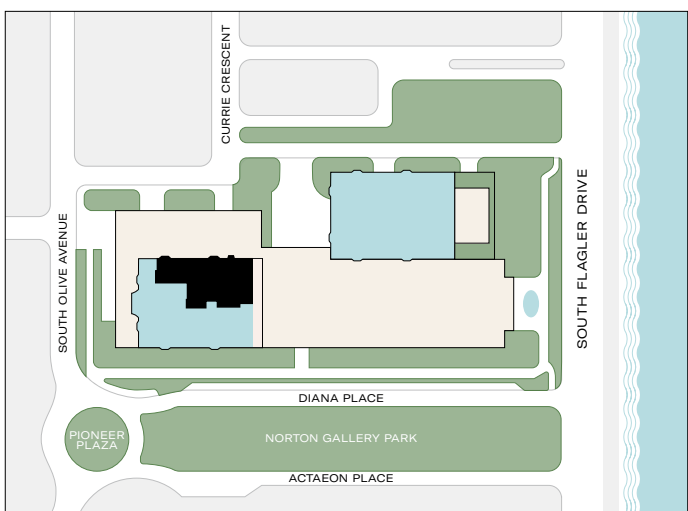 CURRIE CRESCENT
SOUTH OLIVE AVENUE
SOUTH FLAGLER DRIVE
DIANA PLACE
PIONEER
PLAZA
NORTON GALLERY PARK
ACTAEON PLACE